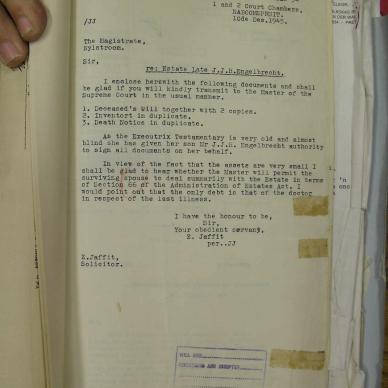 1 and 2 Court Chambers,
10de Des.1945.
/JJ
The Magistrate,
Nylstroom.
Sir,
re: Estate Late J.J.H.Engelbrecht.
I enclose herewith the following documents and shall
be glad if you will kindly transmit to the Master of the
Supreme Court in the usual manner.
1. Deceased's Will together with 2 copies.
2. Inventori in duplicate.
3. Death Notice in duplicate.
As the Executrix Testamentary is very old and almost
blind she has given her son Mr J.J.H. Engelbrecht authority
to sign all documents on her behalf.
In view of the fact that the assets are very small I
shall be glad to hear whether the Master will permit the
surviving spouse to deal summarily with the Estate in terms
of Section 66 of the Administration of Estates Act. I
would point out that the only debt is that of the doctor
in respect of the last illness.
I have the honour to be,
Sir,
Your obedient servant,
Z. Jaffit
per..JJ
Z.Jaffit,
Solicitor.